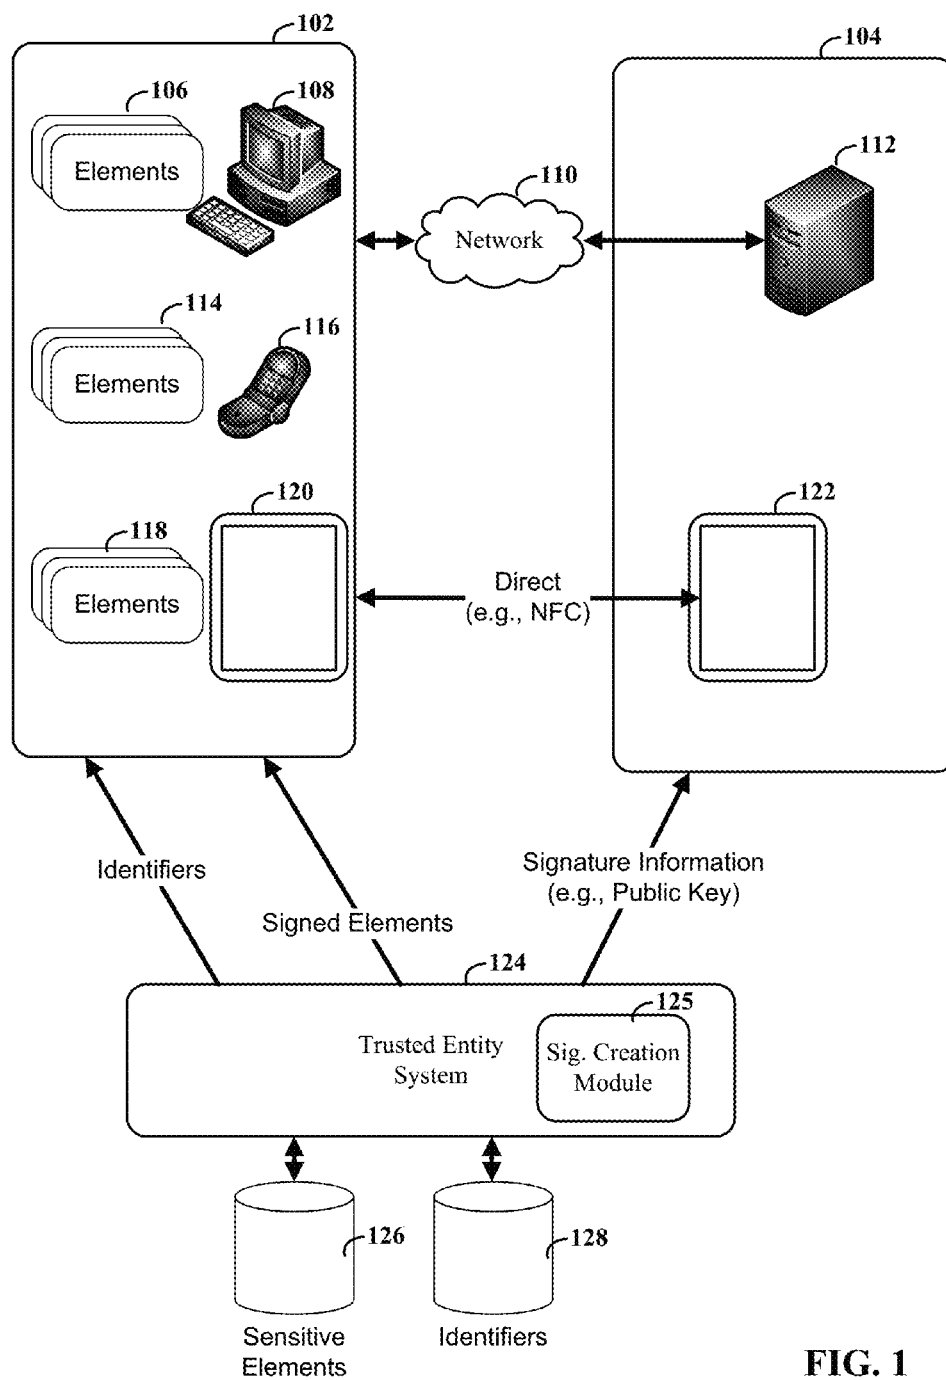 102
104
106
108
112
Elements
110
Network
114
116
Elements
120
122
118
Elements
Direct
(e.g., NFC)
Identifiers
Signature Information
(e.g., Public Key)
Signed Elements
124
125
Trusted Entity
System
Sig. Creation
Module
126
128
Sensitive
Elements
Identifiers
FIG. 1